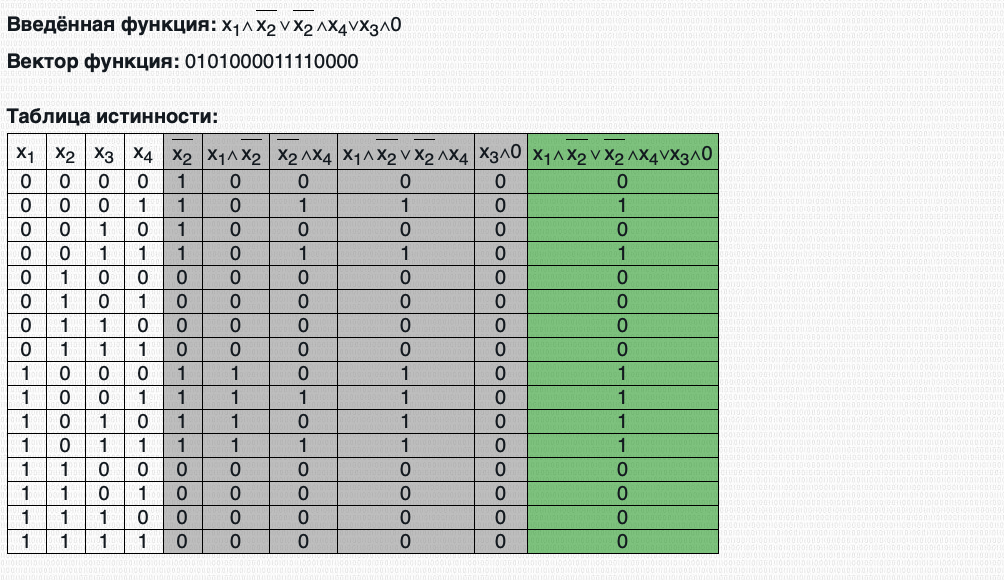 Введённая функция: x₁∧x̅₂∨x̅₂∧x₄∨x₃∧0
Вектор функция: 0101000011110000
Таблица истинности:
x₁ x₂ x₃ x₄ x̅₂ x₁∧x̅₂ x̅₂∧x₄ x₁∧x̅₂∨x̅₂∧x₄ x₃∧0 x₁∧x̅₂∨x̅₂∧x₄∨x₃∧0
0 0 0 0 1 0 0 0 0 0
0 0 0 1 1 0 1 1 0 1
0 0 1 0 1 0 0 0 0 0
0 0 1 1 1 0 1 1 0 1
0 1 0 0 0 0 0 0 0 0
0 1 0 1 0 0 0 0 0 0
0 1 1 0 0 0 0 0 0 0
0 1 1 1 0 0 0 0 0 0
1 0 0 0 1 1 0 1 0 1
1 0 0 1 1 1 1 1 0 1
1 0 1 0 1 1 0 1 0 1
1 0 1 1 1 1 1 1 0 1
1 1 0 0 0 0 0 0 0 0
1 1 0 1 0 0 0 0 0 0
1 1 1 0 0 0 0 0 0 0
1 1 1 1 0 0 0 0 0 0